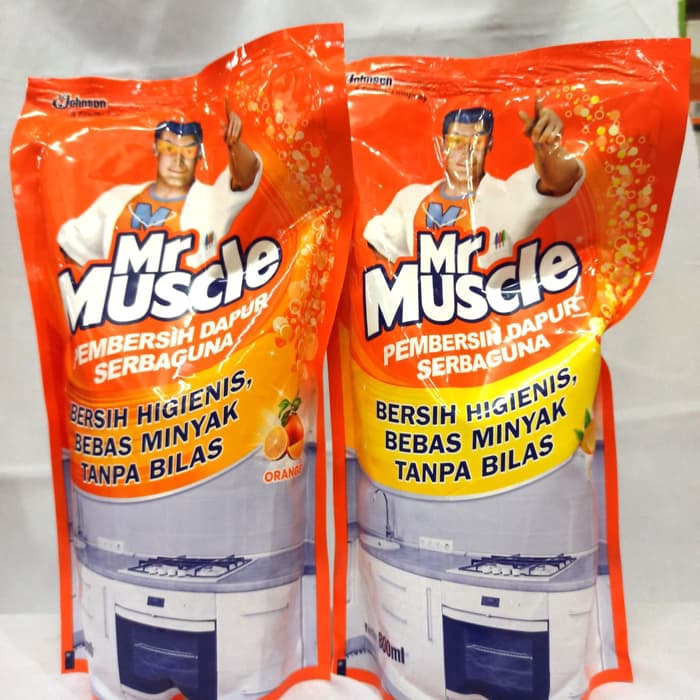 Johnson
Mr
Muscle
PEMBERSIH DAPUR
SERBAGUNA
BERSIH HIGIENIS,
BEBAS MINYAK
TANPA BILAS
ORANGE
Johnson
Mr
Muscle
PEMBERSIH DAPUR
SERBAGUNA
BERSIH HIGIENIS,
BEBAS MINYAK
TANPA BILAS
800ml